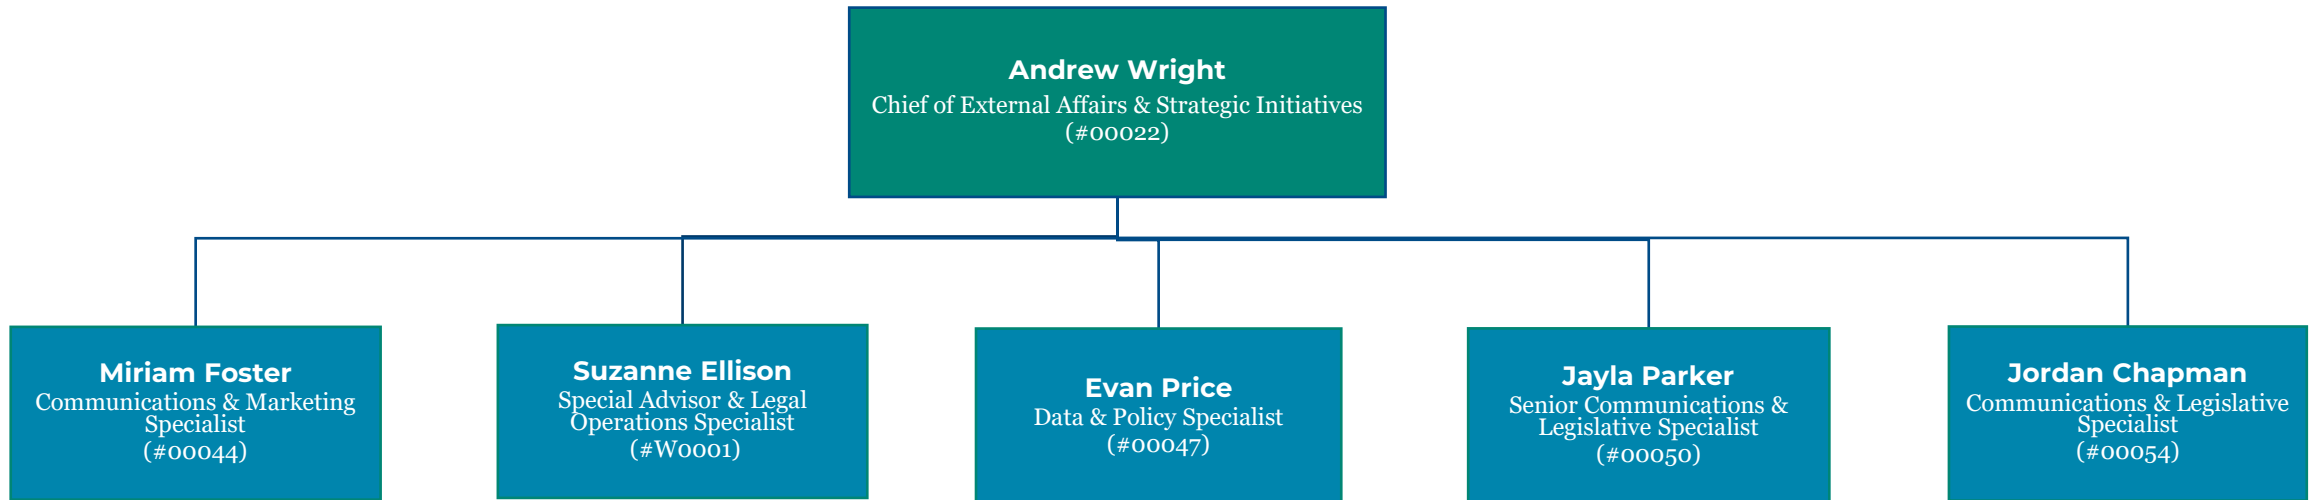 Andrew Wright
Chief of External Affairs & Strategic Initiatives
(#00022)
Miriam Foster
Communications & Marketing
Specialist
(#00044)
Suzanne Ellison
Special Advisor & Legal
Operations Specialist
(#W0001)
Evan Price
Data & Policy Specialist
(#00047)
Jayla Parker
Senior Communications &
Legislative Specialist
(#00050)
Jordan Chapman
Communications & Legislative
Specialist
(#00054)